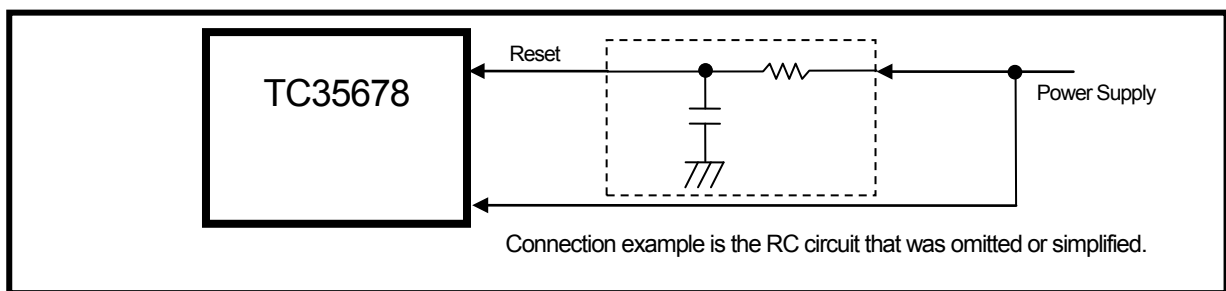 Reset
TC35678
Power Supply
Connection example is the RC circuit that was omitted or simplified.